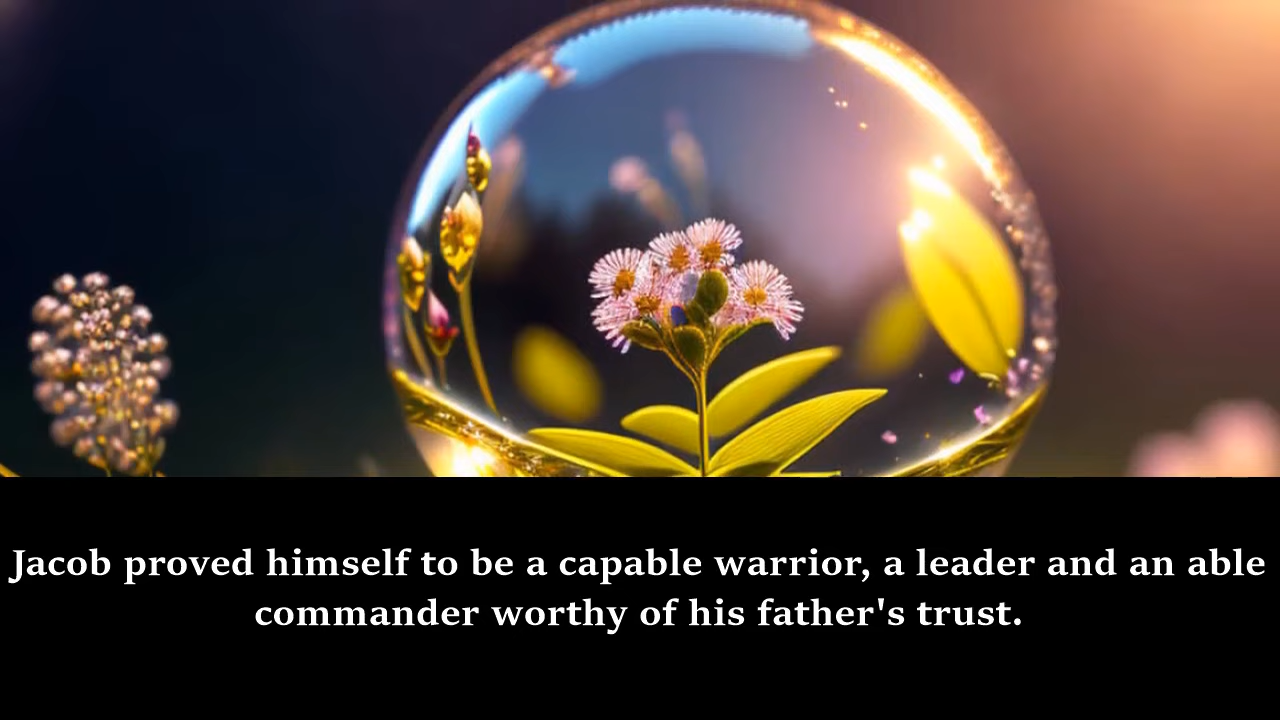 Jacob proved himself to be a capable warrior, a leader and an able
commander worthy of his father's trust.